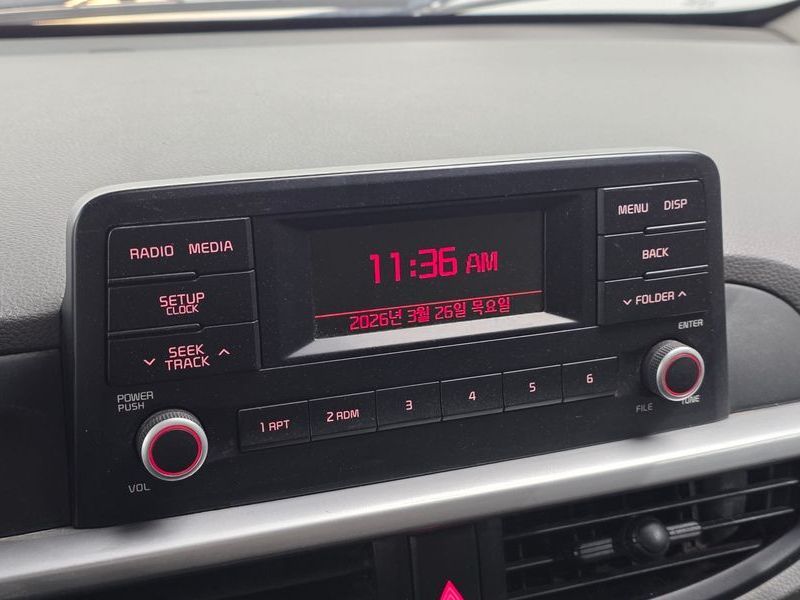 RADIO MEDIA
SETUP
CLOCK
SEEK
TRACK
POWER
PUSH
VOL
11:36 AM
2026년 3월 26일 목요일
1 APT
2 RDM
3
4
5
6
MENU DISP
BACK
FOLDER
ENTER
FILE
TUNE